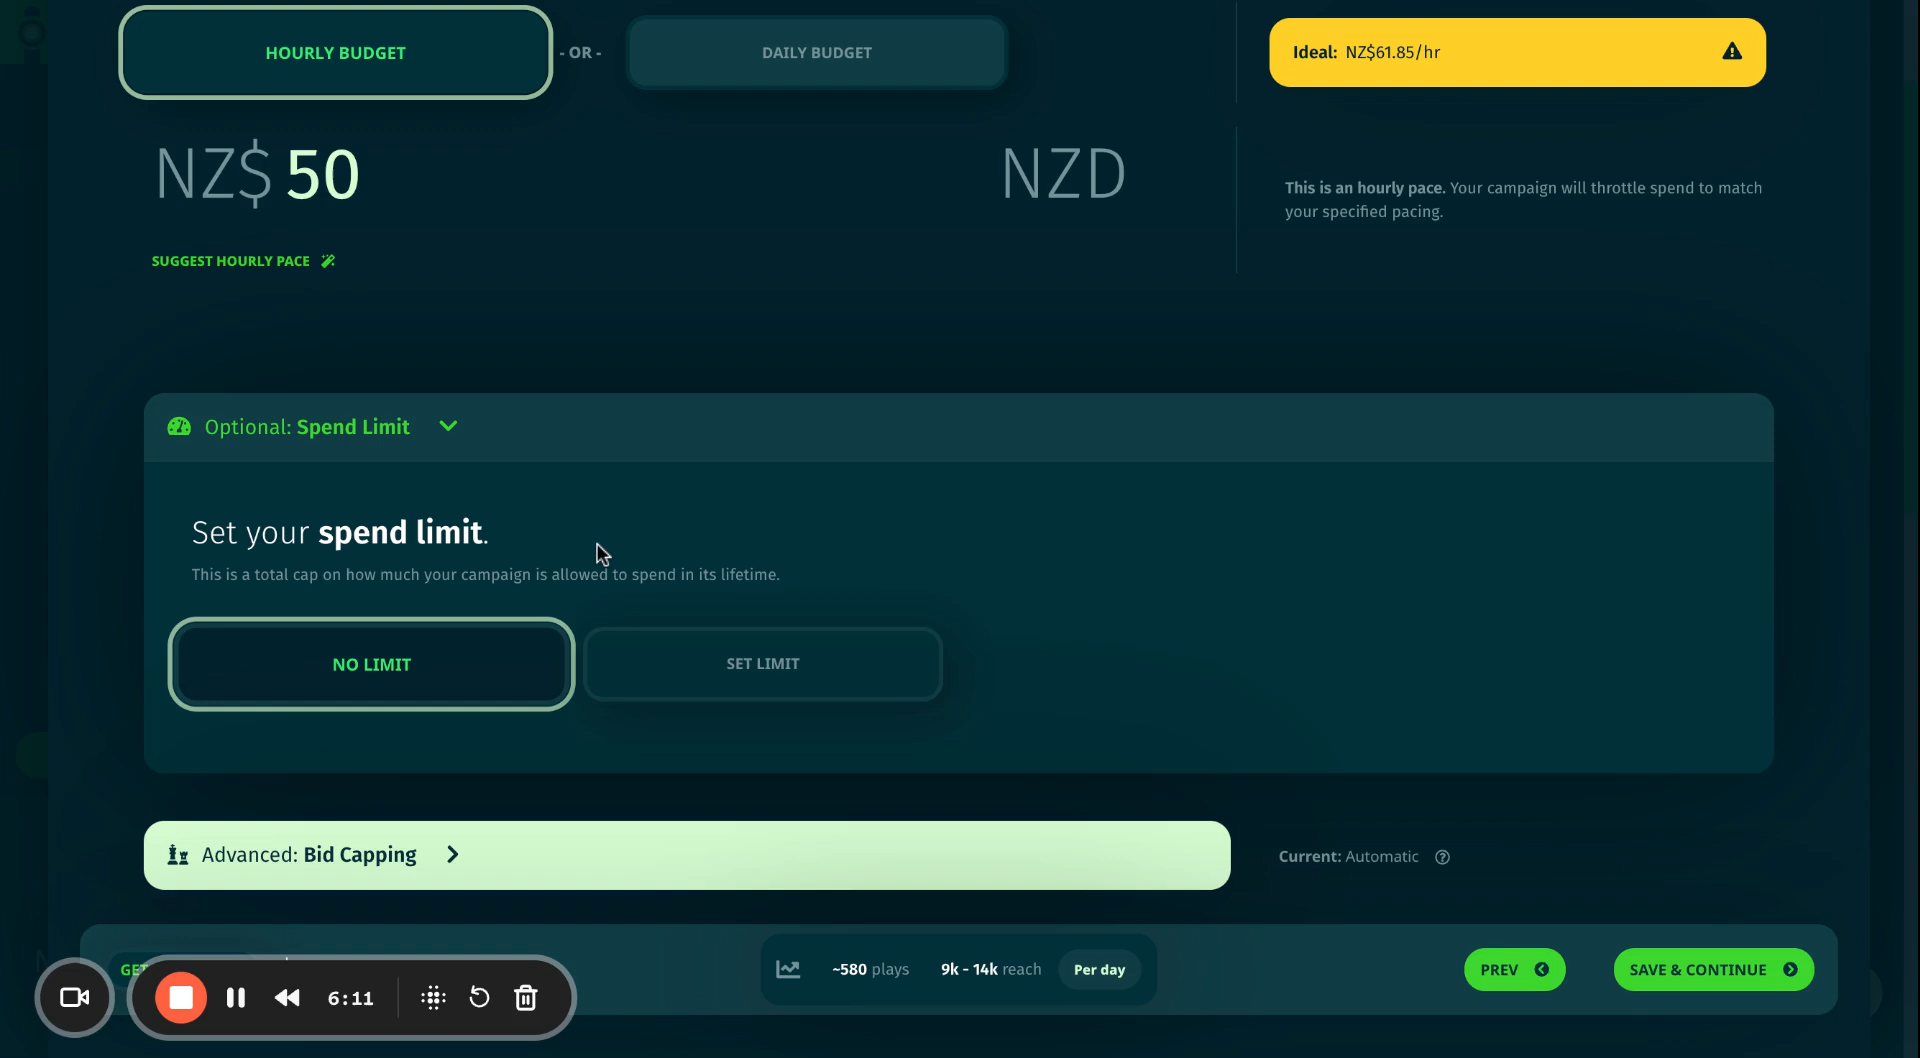 HOURLY BUDGET
- OR -
DAILY BUDGET
Ideal: NZ$61.85/hr
NZ$ 50
NZD
This is an hourly pace. Your campaign will throttle spend to match
your specified pacing.
SUGGEST HOURLY PACE
Optional: Spend Limit
Set your spend limit.
This is a total cap on how much your campaign is allowed to spend in its lifetime.
NO LIMIT
SET LIMIT
Advanced: Bid Capping
Current: Automatic
~580 plays
9k - 14k reach
Per day
PREV
SAVE & CONTINUE
6:11